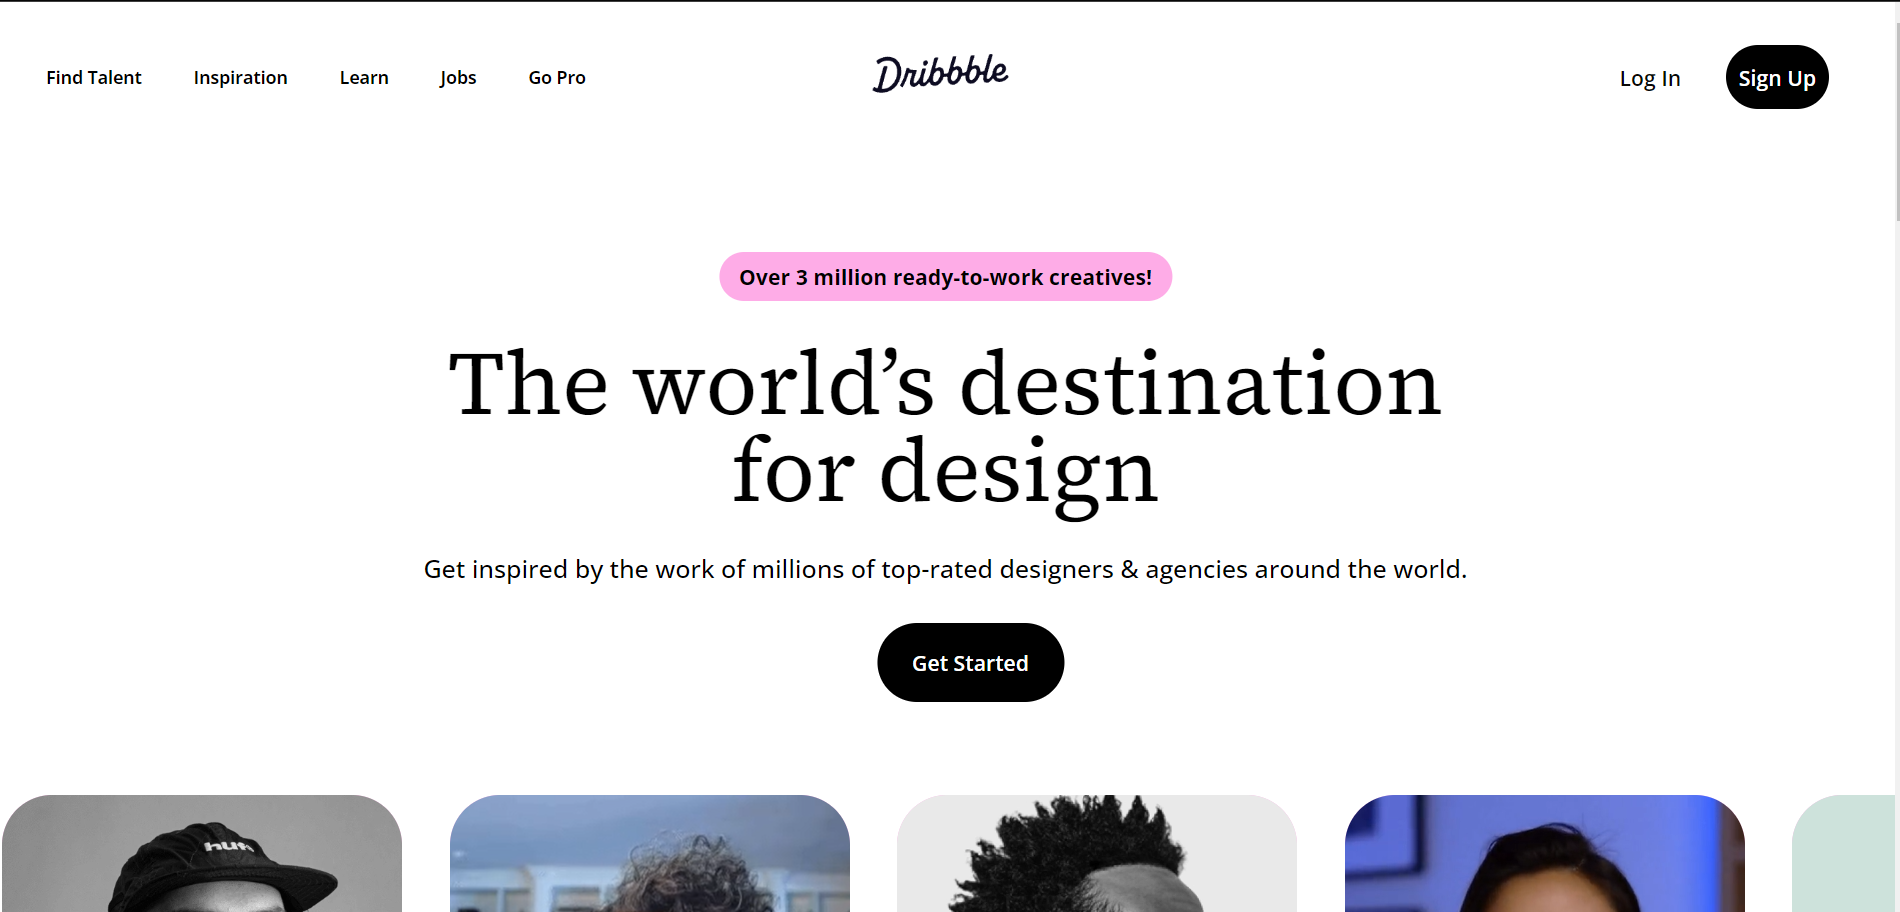 Find Talent Inspiration Learn Jobs Go Pro Dribbble Log In Sign Up
Over 3 million ready-to-work creatives!
The world’s destination
for design
Get inspired by the work of millions of top-rated designers & agencies around the world.
Get Started